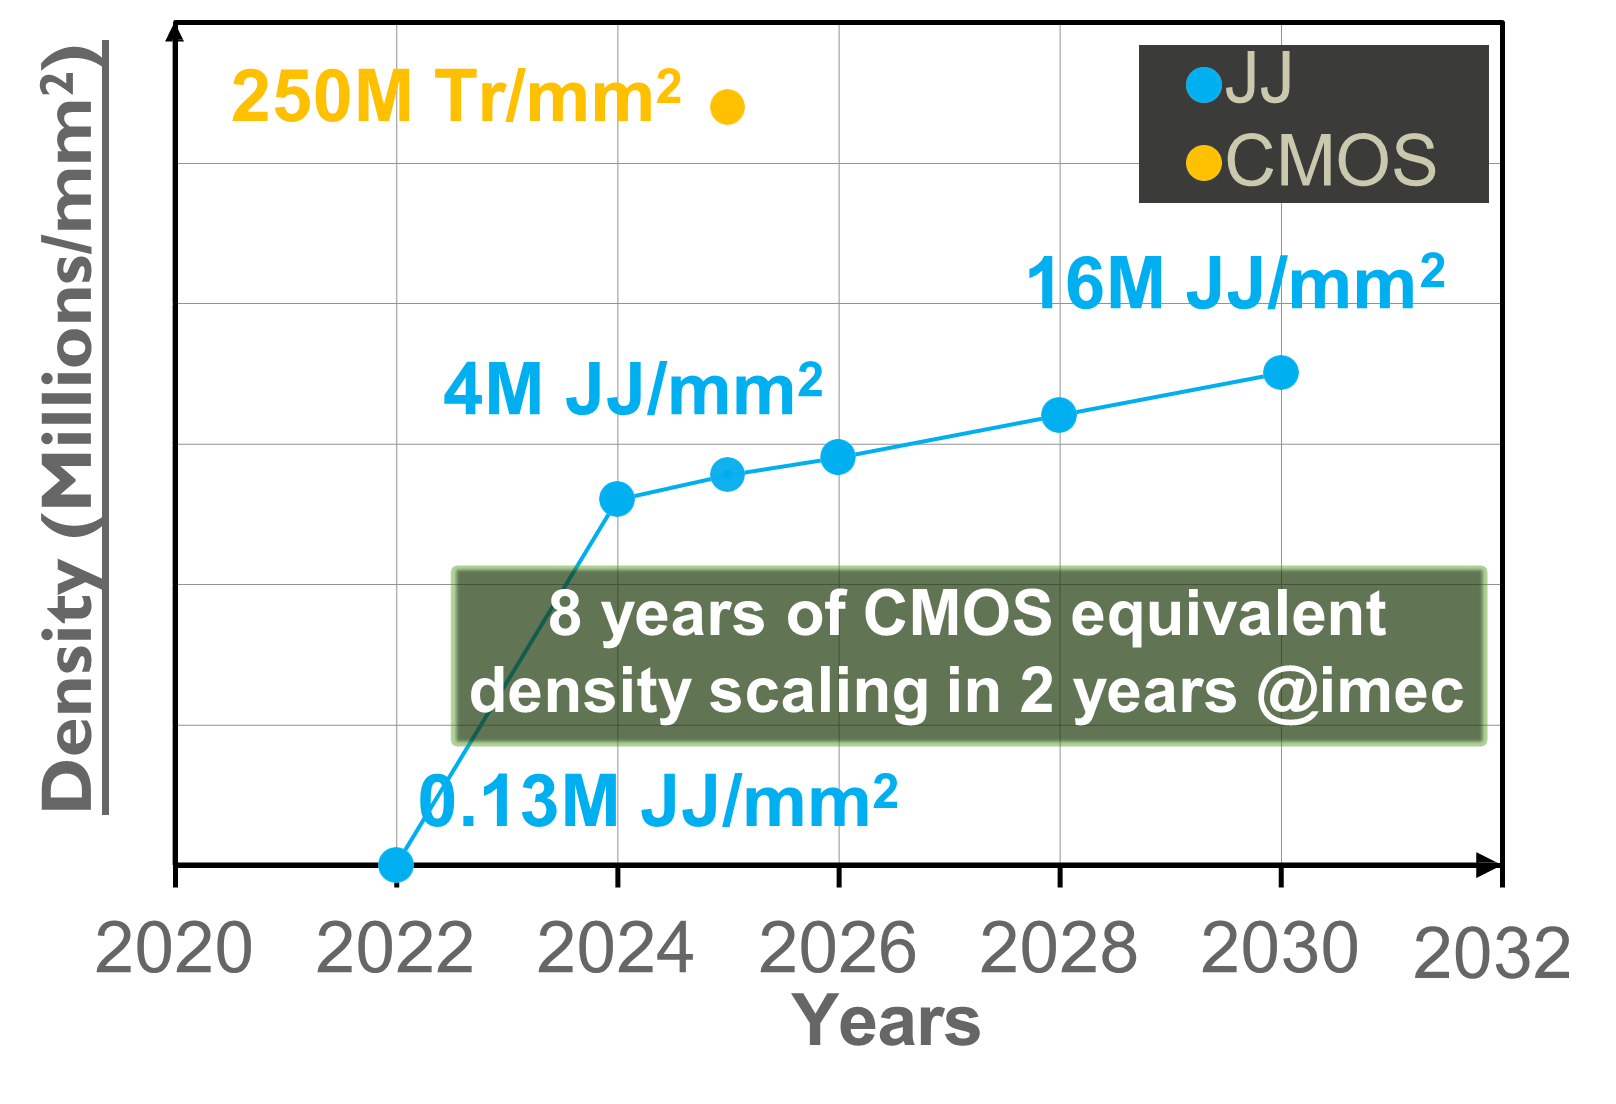 Density (Millions/mm²)
250M Tr/mm²
JJ
CMOS
16M JJ/mm²
4M JJ/mm²
8 years of CMOS equivalent
density scaling in 2 years @imec
0.13M JJ/mm²
2020 2022 2024 2026 2028 2030 2032
Years